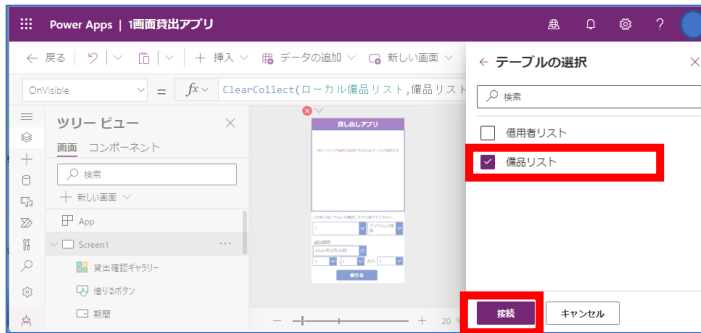 Power Apps | 1画面貸出アプリ
戻る 挿入 データの追加 新しい画面
OnVisible = fx ClearCollect(ローカル備品リスト,備品リスト
ツリー ビュー
画面 コンポーネント
検索
新しい画面
App
Screen1
貸出確認ギャラリー
借りるボタン
期間
貸し出しアプリ
借りる
20
テーブルの選択
検索
借用者リスト
備品リスト
接続 キャンセル